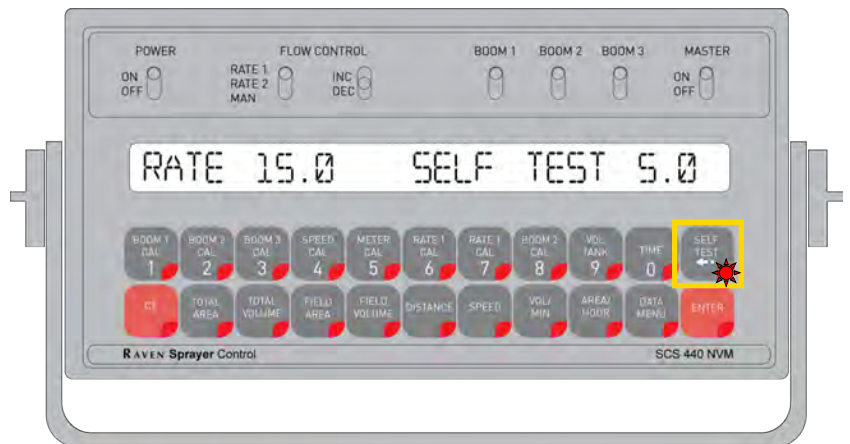 POWER
ON
OFF
FLOW CONTROL
RATE 1
RATE 2
MAN
INC
DEC
BOOM 1
BOOM 2
BOOM 3
MASTER
ON
OFF
RATE 15.0 SELF TEST 5.0
BOOM 1 CAL 1
BOOM 2 CAL 2
BOOM 3 CAL 3
SPEED CAL 4
METER CAL 5
RATE 1 CAL 6
RATE 1 CAL 7
BOOM 2 CAL 8
VOL TANK 9
TIME 0
SELF TEST
CE
TOTAL AREA
TOTAL VOLUME
FIELD AREA
FIELD VOLUME
DISTANCE
SPEED
VOL/ MIN
AREA/ HOUR
DATA MENU
ENTER
RAVEN Sprayer Control
SCS 440 NVM